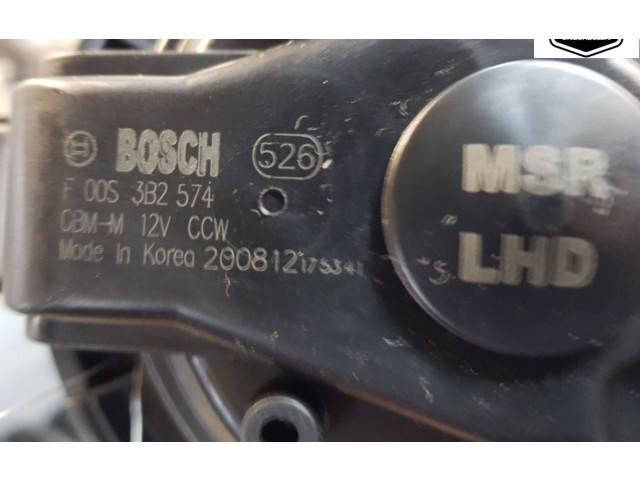 BOSCH 526
F 00S 3B2 574
CBM-M 12V CCW
Made In Korea 200812
MSR
LHD